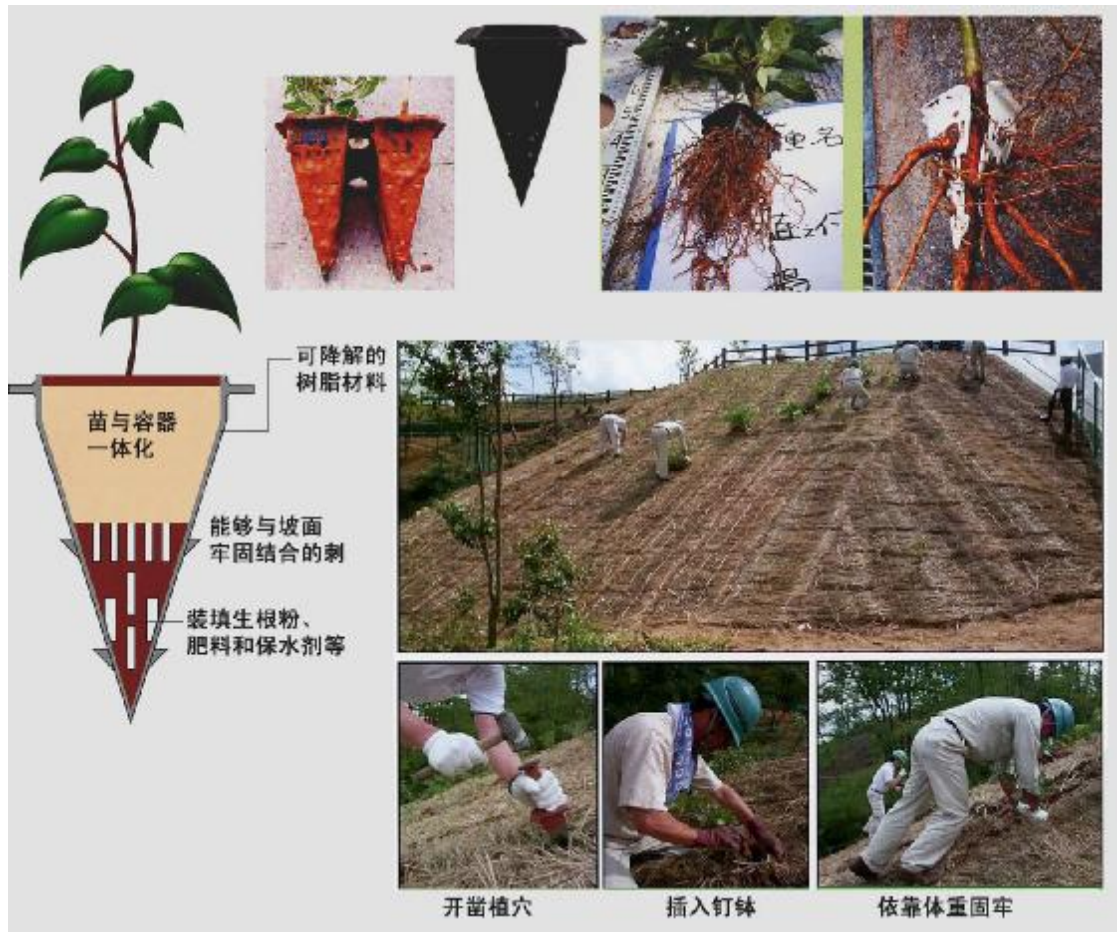 种名
可降解的
树脂材料
苗与容器
一体化
能够与坡面
牢固结合的刺
装填生根粉、
肥料和保水剂等
开凿植穴
插入钉钵
依靠体重固牢